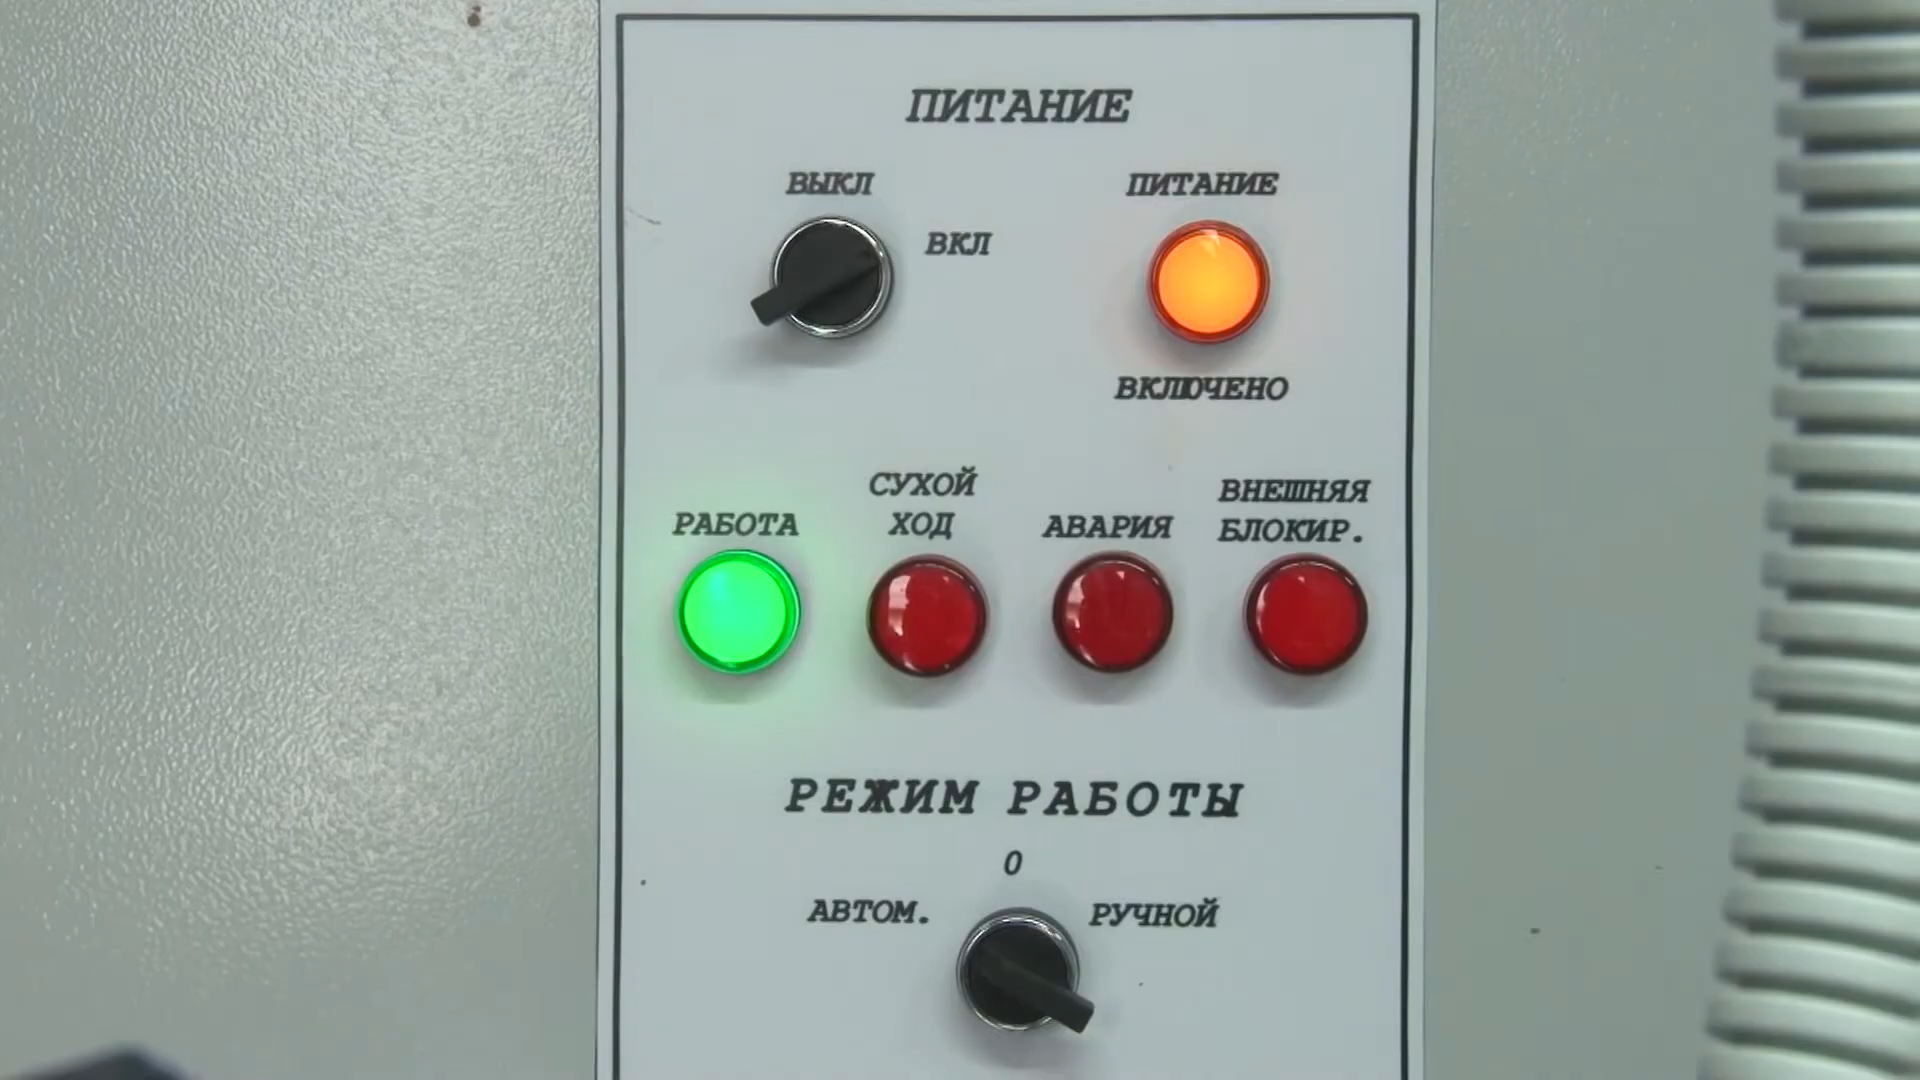 ПИТАНИЕ
ВЫКЛ
ВКЛ
ПИТАНИЕ
ВКЛЮЧЕНО
РАБОТА
СУХОЙ
ХОД
АВАРИЯ
ВНЕШНЯЯ
БЛОКИР.
РЕЖИМ РАБОТЫ
0
АВТОМ.
РУЧНОЙ